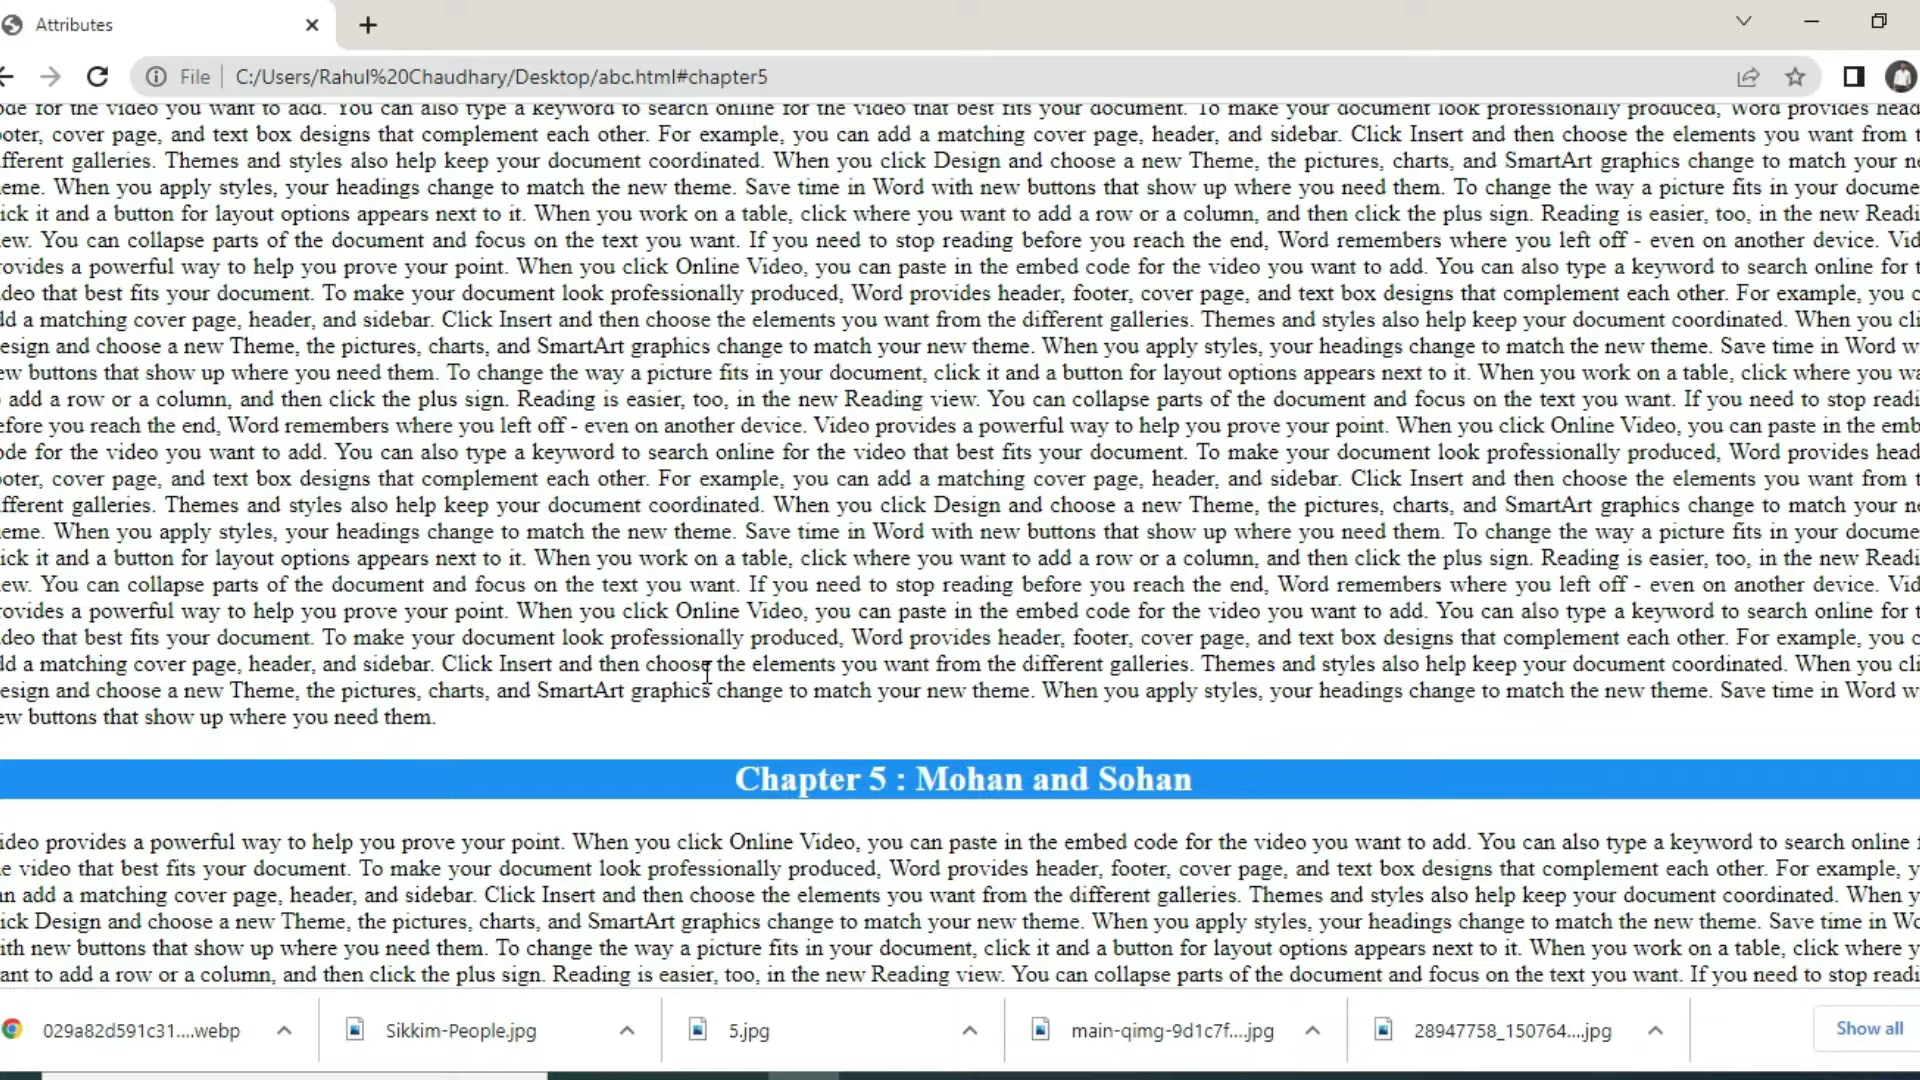 Attributes
File C:/Users/Rahul%20Chaudhary/Desktop/abc.html#chapter5
for the video you want to add. You can also type a keyword to search online for the video that best fits your document. To make your document look professionally produced, Word provides
cover page, and text box designs that complement each other. For example, you can add a matching cover page, header, and sidebar. Click Insert and then choose the elements you want from
galleries. Themes and styles also help keep your document coordinated. When you click Design and choose a new Theme, the pictures, charts, and SmartArt graphics change to match your
When you apply styles, your headings change to match the new theme. Save time in Word with new buttons that show up where you need them. To change the way a picture fits in your
it and a button for layout options appears next to it. When you work on a table, click where you want to add a row or a column, and then click the plus sign. Reading is easier, too, in the new
You can collapse parts of the document and focus on the text you want. If you need to stop reading before you reach the end, Word remembers where you left off - even on another device.
a powerful way to help you prove your point. When you click Online Video, you can paste in the embed code for the video you want to add. You can also type a keyword to search online for
that best fits your document. To make your document look professionally produced, Word provides header, footer, cover page, and text box designs that complement each other. For example, you
a matching cover page, header, and sidebar. Click Insert and then choose the elements you want from the different galleries. Themes and styles also help keep your document coordinated. When you
and choose a new Theme, the pictures, charts, and SmartArt graphics change to match your new theme. When you apply styles, your headings change to match the new theme. Save time in Word
buttons that show up where you need them. To change the way a picture fits in your document, click it and a button for layout options appears next to it. When you work on a table, click where you
add a row or a column, and then click the plus sign. Reading is easier, too, in the new Reading view. You can collapse parts of the document and focus on the text you want. If you need to stop
you reach the end, Word remembers where you left off - even on another device. Video provides a powerful way to help you prove your point. When you click Online Video, you can paste in the
for the video you want to add. You can also type a keyword to search online for the video that best fits your document. To make your document look professionally produced, Word provides
cover page, and text box designs that complement each other. For example, you can add a matching cover page, header, and sidebar. Click Insert and then choose the elements you want from
galleries. Themes and styles also help keep your document coordinated. When you click Design and choose a new Theme, the pictures, charts, and SmartArt graphics change to match your
When you apply styles, your headings change to match the new theme. Save time in Word with new buttons that show up where you need them. To change the way a picture fits in your
it and a button for layout options appears next to it. When you work on a table, click where you want to add a row or a column, and then click the plus sign. Reading is easier, too, in the new
You can collapse parts of the document and focus on the text you want. If you need to stop reading before you reach the end, Word remembers where you left off - even on another device.
a powerful way to help you prove your point. When you click Online Video, you can paste in the embed code for the video you want to add. You can also type a keyword to search online for
that best fits your document. To make your document look professionally produced, Word provides header, footer, cover page, and text box designs that complement each other. For example, you
a matching cover page, header, and sidebar. Click Insert and then choose the elements you want from the different galleries. Themes and styles also help keep your document coordinated. When you
and choose a new Theme, the pictures, charts, and SmartArt graphics change to match your new theme. When you apply styles, your headings change to match the new theme. Save time in Word
buttons that show up where you need them.
Chapter 5 : Mohan and Sohan
provides a powerful way to help you prove your point. When you click Online Video, you can paste in the embed code for the video you want to add. You can also type a keyword to search online
video that best fits your document. To make your document look professionally produced, Word provides header, footer, cover page, and text box designs that complement each other. For example,
add a matching cover page, header, and sidebar. Click Insert and then choose the elements you want from the different galleries. Themes and styles also help keep your document coordinated. When
Design and choose a new Theme, the pictures, charts, and SmartArt graphics change to match your new theme. When you apply styles, your headings change to match the new theme. Save time in
new buttons that show up where you need them. To change the way a picture fits in your document, click it and a button for layout options appears next to it. When you work on a table, click where
to add a row or a column, and then click the plus sign. Reading is easier, too, in the new Reading view. You can collapse parts of the document and focus on the text you want. If you need to stop
029a82d591c31....webp
Sikkim-People.jpg
5.jpg
main-qimg-9d1c7f....jpg
28947758_150764....jpg
Show all